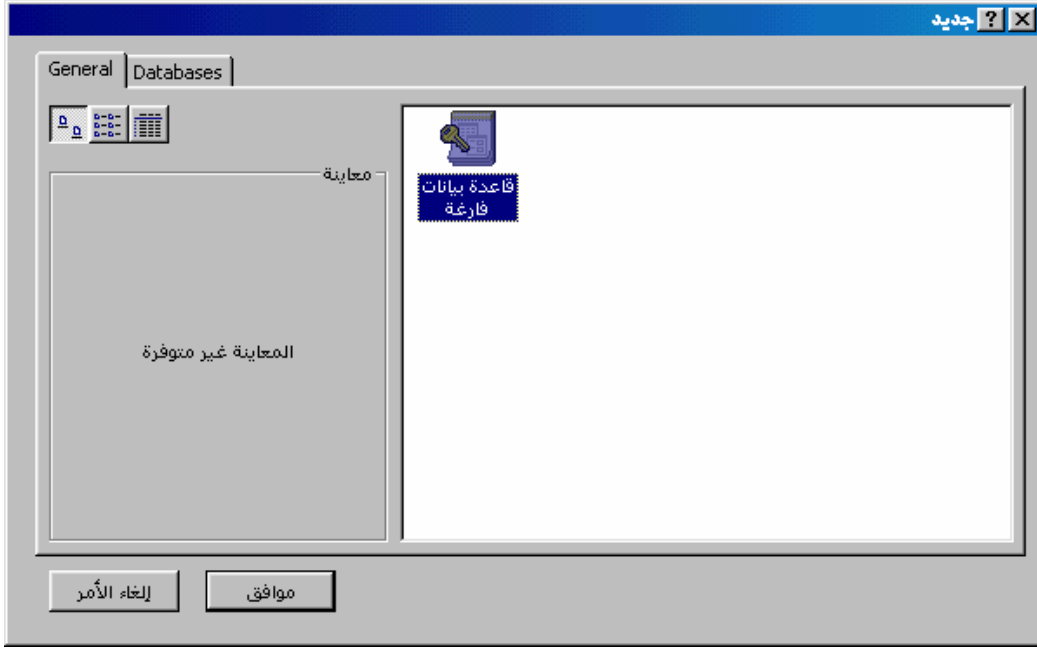 جديد
General
Databases
معاينة
قاعدة بيانات
فارغة
المعاينة غير متوفرة
موافق
إلغاء الأمر